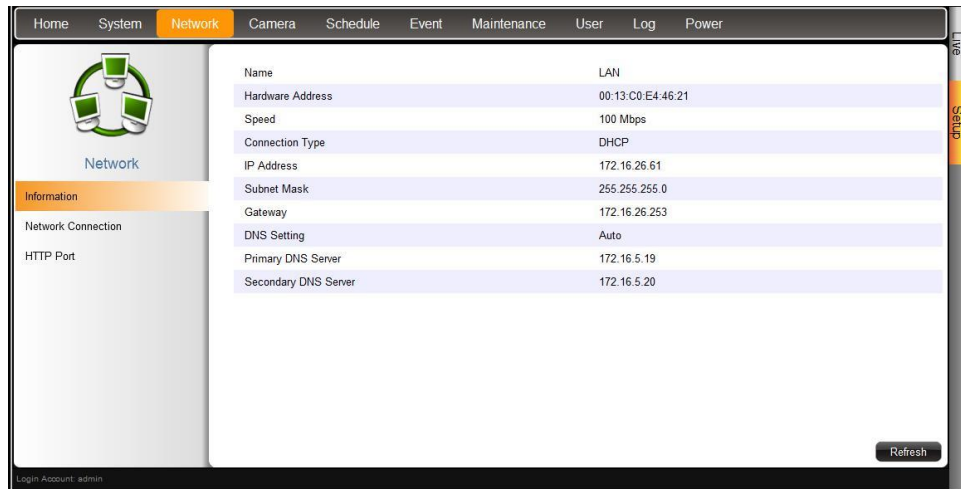 Home System Network Camera Schedule Event Maintenance User Log Power
Live
Setup
Network
Information
Network Connection
HTTP Port
Name LAN
Hardware Address 00:13:C0:E4:46:21
Speed 100 Mbps
Connection Type DHCP
IP Address 172.16.26.61
Subnet Mask 255.255.255.0
Gateway 172.16.26.253
DNS Setting Auto
Primary DNS Server 172.16.5.19
Secondary DNS Server 172.16.5.20
Refresh
Login Account: admin